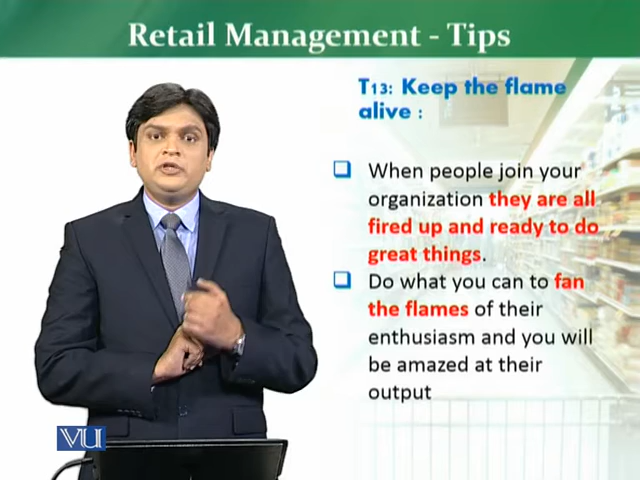 Retail Management - Tips
T13: Keep the flame
alive :
When people join your
organization they are all
fired up and ready to do
great things.
Do what you can to fan
the flames of their
enthusiasm and you will
be amazed at their
output
VU